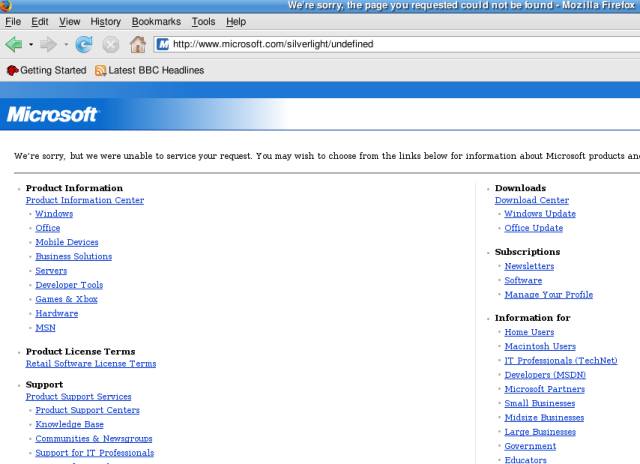 We're sorry, the page you requested could not be found - Mozilla Firefox
File Edit View History Bookmarks Tools Help
http://www.microsoft.com/silverlight/undefined
Getting Started Latest BBC Headlines
Microsoft
We're sorry, but we were unable to service your request. You may wish to choose from the links below for information about Microsoft products and
Product Information
Product Information Center
Windows
Office
Mobile Devices
Business Solutions
Servers
Developer Tools
Games & Xbox
Hardware
MSN
Product License Terms
Retail Software License Terms
Support
Product Support Services
Product Support Centers
Knowledge Base
Communities & Newsgroups
Support for IT Professionals
Downloads
Download Center
Windows Update
Office Update
Subscriptions
Newsletters
Software
Manage Your Profile
Information for
Home Users
Macintosh Users
IT Professionals (TechNet)
Developers (MSDN)
Microsoft Partners
Small Businesses
Midsize Businesses
Large Businesses
Government
Educators